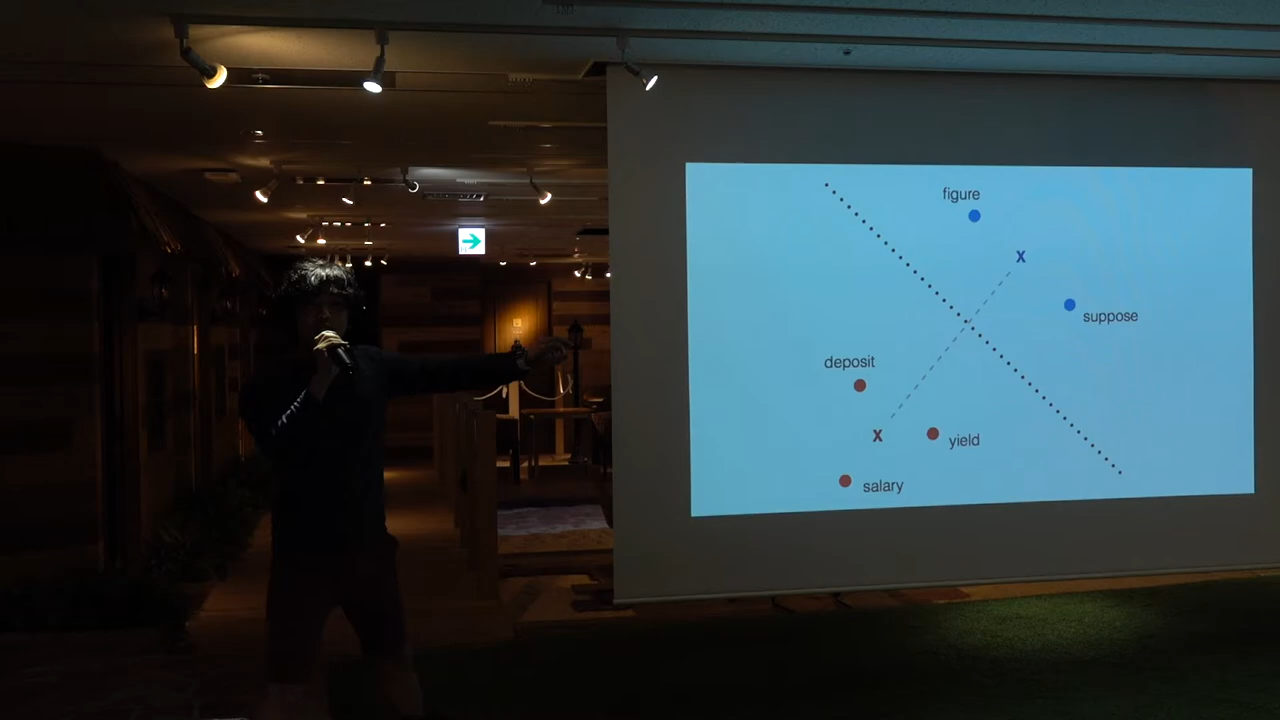 figure
X
suppose
deposit
X
yield
salary